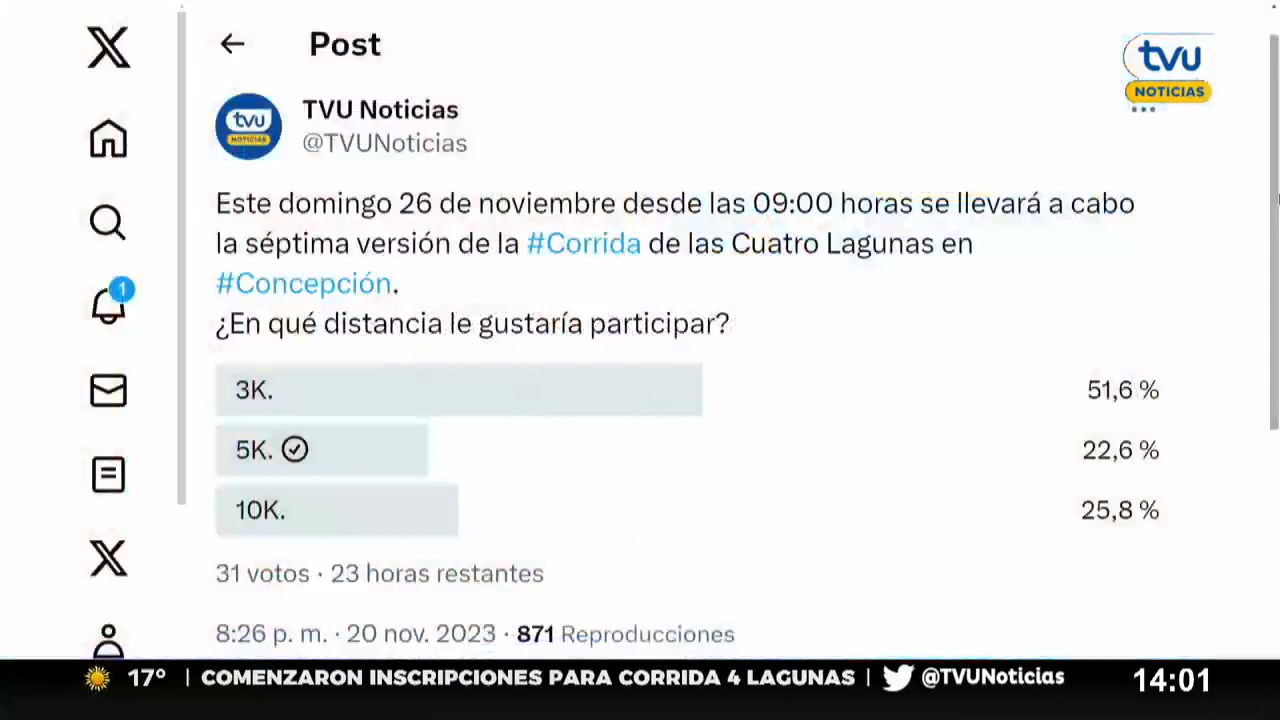 Post
tvu
NOTICIAS
tvu
NOTICIAS
TVU Noticias
@TVUNoticias
Este domingo 26 de noviembre desde las 09:00 horas se llevará a cabo
la séptima versión de la #Corrida de las Cuatro Lagunas en
#Concepción.
¿En qué distancia le gustaría participar?
1
3K. 51,6 %
5K. 22,6 %
10K. 25,8 %
31 votos · 23 horas restantes
8:26 p. m. · 20 nov. 2023 · 871 Reproducciones
17° | COMENZARON INSCRIPCIONES PARA CORRIDA 4 LAGUNAS | @TVUNoticias 14:01